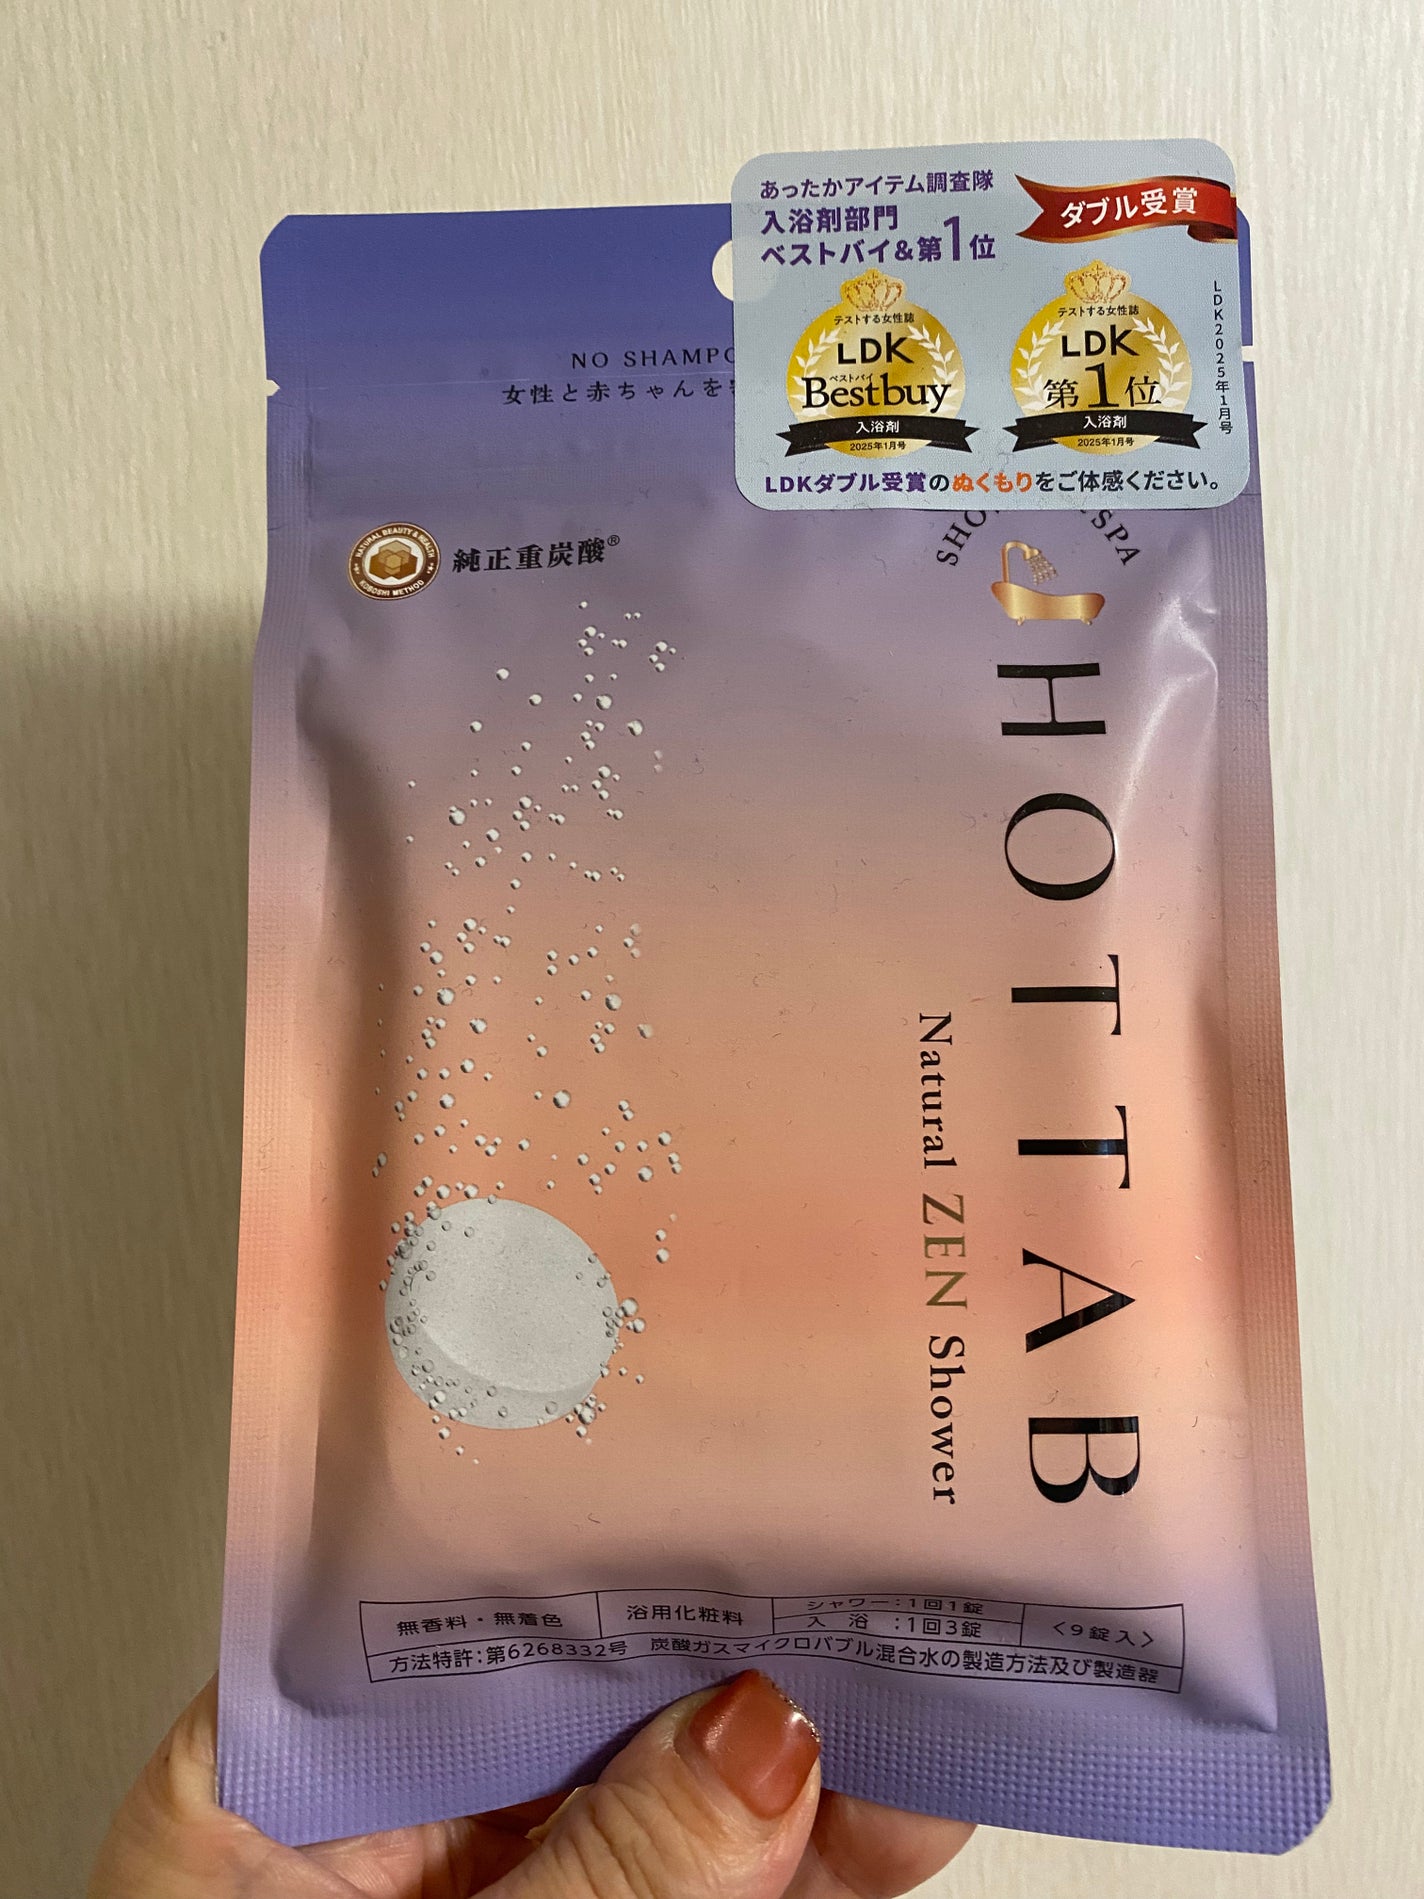 あったかアイテム調査隊
入浴剤部門
ベストバイ&第1位
ダブル受賞
テストする女性誌
LDK
ベストバイ
Bestbuy
入浴剤
2025年1月号
テストする女性誌
LDK
第1位
入浴剤
2025年1月号
LDK2025年1月号
LDKダブル受賞のぬくもりをご体感ください。
NO SHAMPO
女性と赤ちゃんを
NATURAL BEAUTY & HEALTH
KOBOSHI METHOD
純正重炭酸®
SPA
HOT TAB
Natural ZEN Shower
無香料・無着色
浴用化粧料
シャワー:1回1錠
入 浴 :1回3錠
<9錠入>
方法特許:第6268332号 炭酸ガスマイクロバブル混合水の製造方法及び製造器